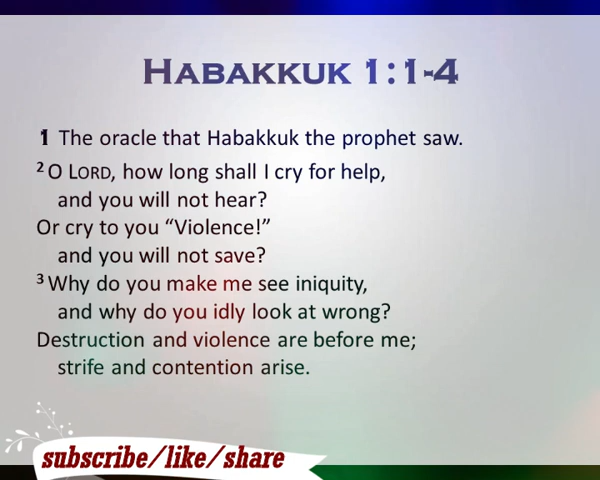 Habakkuk 1:1-4
1 The oracle that Habakkuk the prophet saw.
2 O LORD, how long shall I cry for help,
and you will not hear?
Or cry to you “Violence!”
and you will not save?
3 Why do you make me see iniquity,
and why do you idly look at wrong?
Destruction and violence are before me;
strife and contention arise.
subscribe/like/share